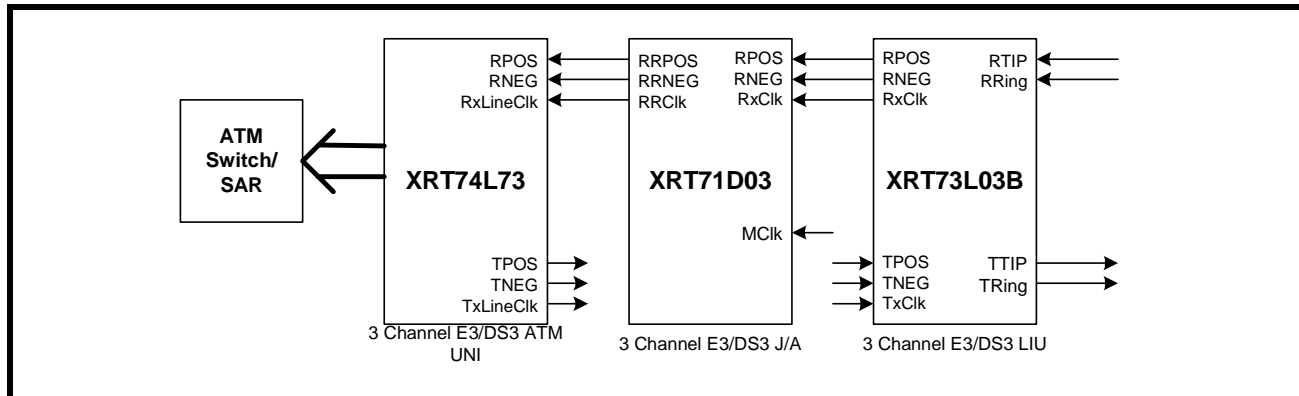 ATM
Switch/
SAR
RPOS
RNEG
RxLineClk
XRT74L73
TPOS
TNEG
TxLineClk
3 Channel E3/DS3 ATM
UNI
RRPOS
RRNEG
RRClk
RPOS
RNEG
RxClk
XRT71D03
MClk
3 Channel E3/DS3 J/A
RPOS
RNEG
RxClk
RTIP
RRing
XRT73L03B
TPOS
TNEG
TxClk
TTIP
TRing
3 Channel E3/DS3 LIU